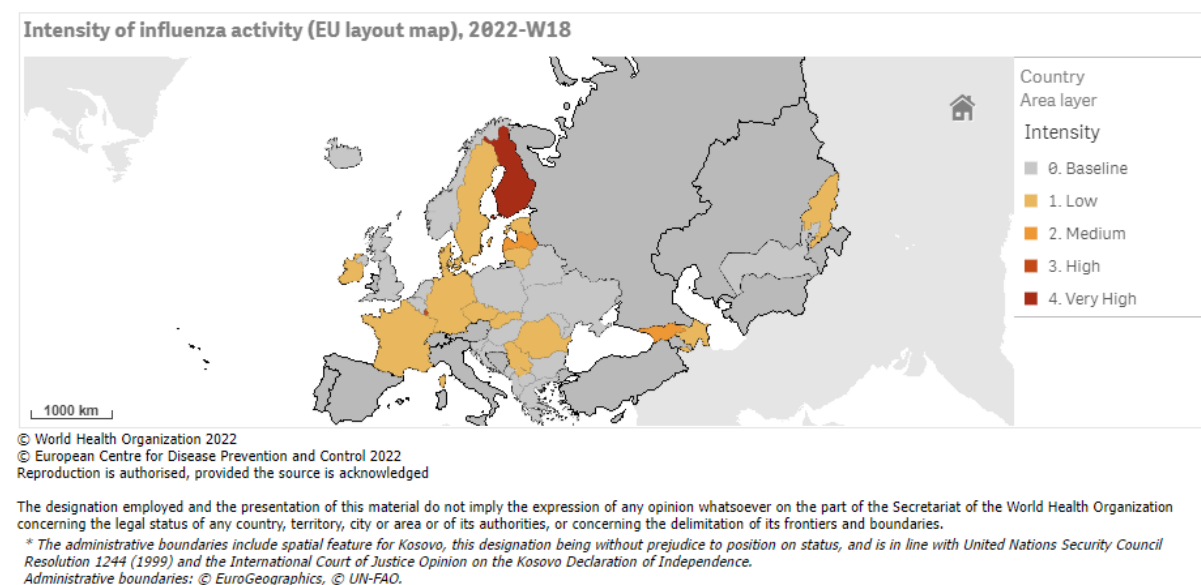 Intensity of influenza activity (EU layout map), 2022-W18
Country
Area layer
Intensity
0. Baseline
1. Low
2. Medium
3. High
4. Very High
1000 km
© World Health Organization 2022
© European Centre for Disease Prevention and Control 2022
Reproduction is authorised, provided the source is acknowledged
The designation employed and the presentation of this material do not imply the expression of any opinion whatsoever on the part of the Secretariat of the World Health Organization
concerning the legal status of any country, territory, city or area or of its authorities, or concerning the delimitation of its frontiers and boundaries.
* The administrative boundaries include spatial feature for Kosovo, this designation being without prejudice to position on status, and is in line with United Nations Security Council
Resolution 1244 (1999) and the International Court of Justice Opinion on the Kosovo Declaration of Independence.
Administrative boundaries: © EuroGeographics, © UN-FAO.